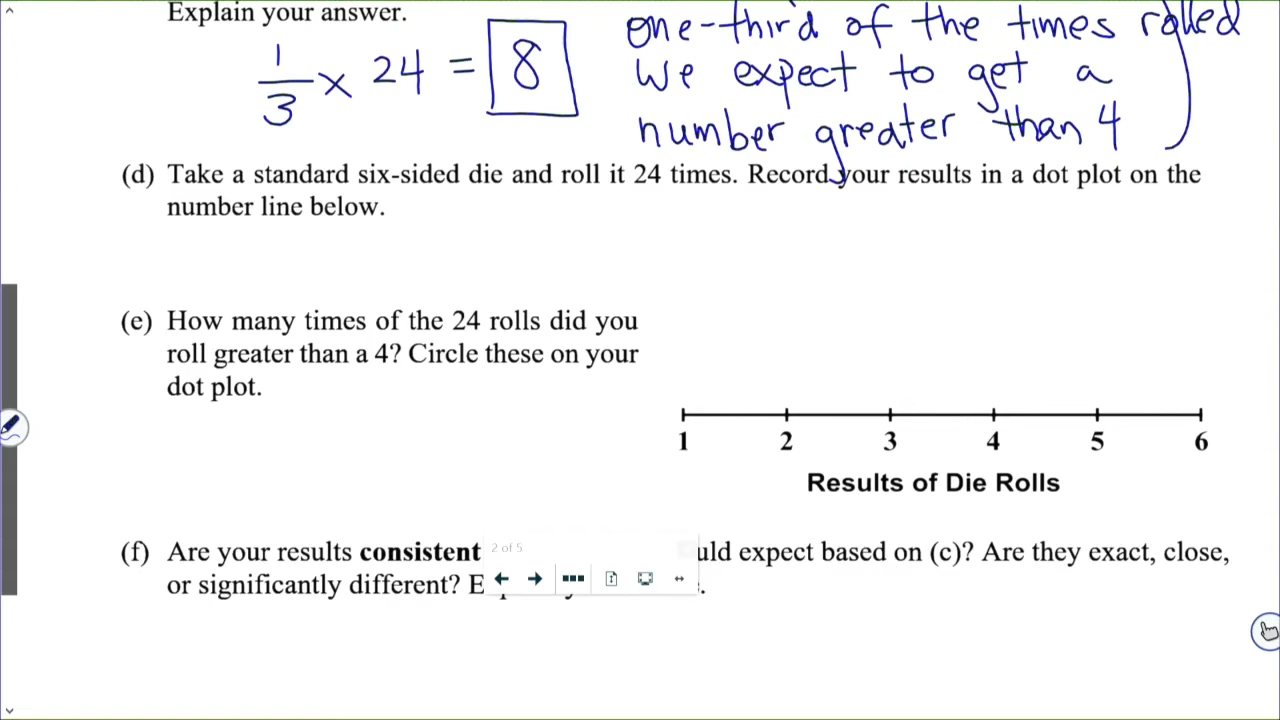 Explain your answer.
1/3 × 24 = 8
one-third of the times rolled
we expect to get a
number greater than 4
(d) Take a standard six-sided die and roll it 24 times. Record your results in a dot plot on the
number line below.
(e) How many times of the 24 rolls did you
roll greater than a 4? Circle these on your
dot plot.
1 2 3 4 5 6
Results of Die Rolls
(f) Are your results consistent uld expect based on (c)? Are they exact, close,
2 of 5
or significantly different? E